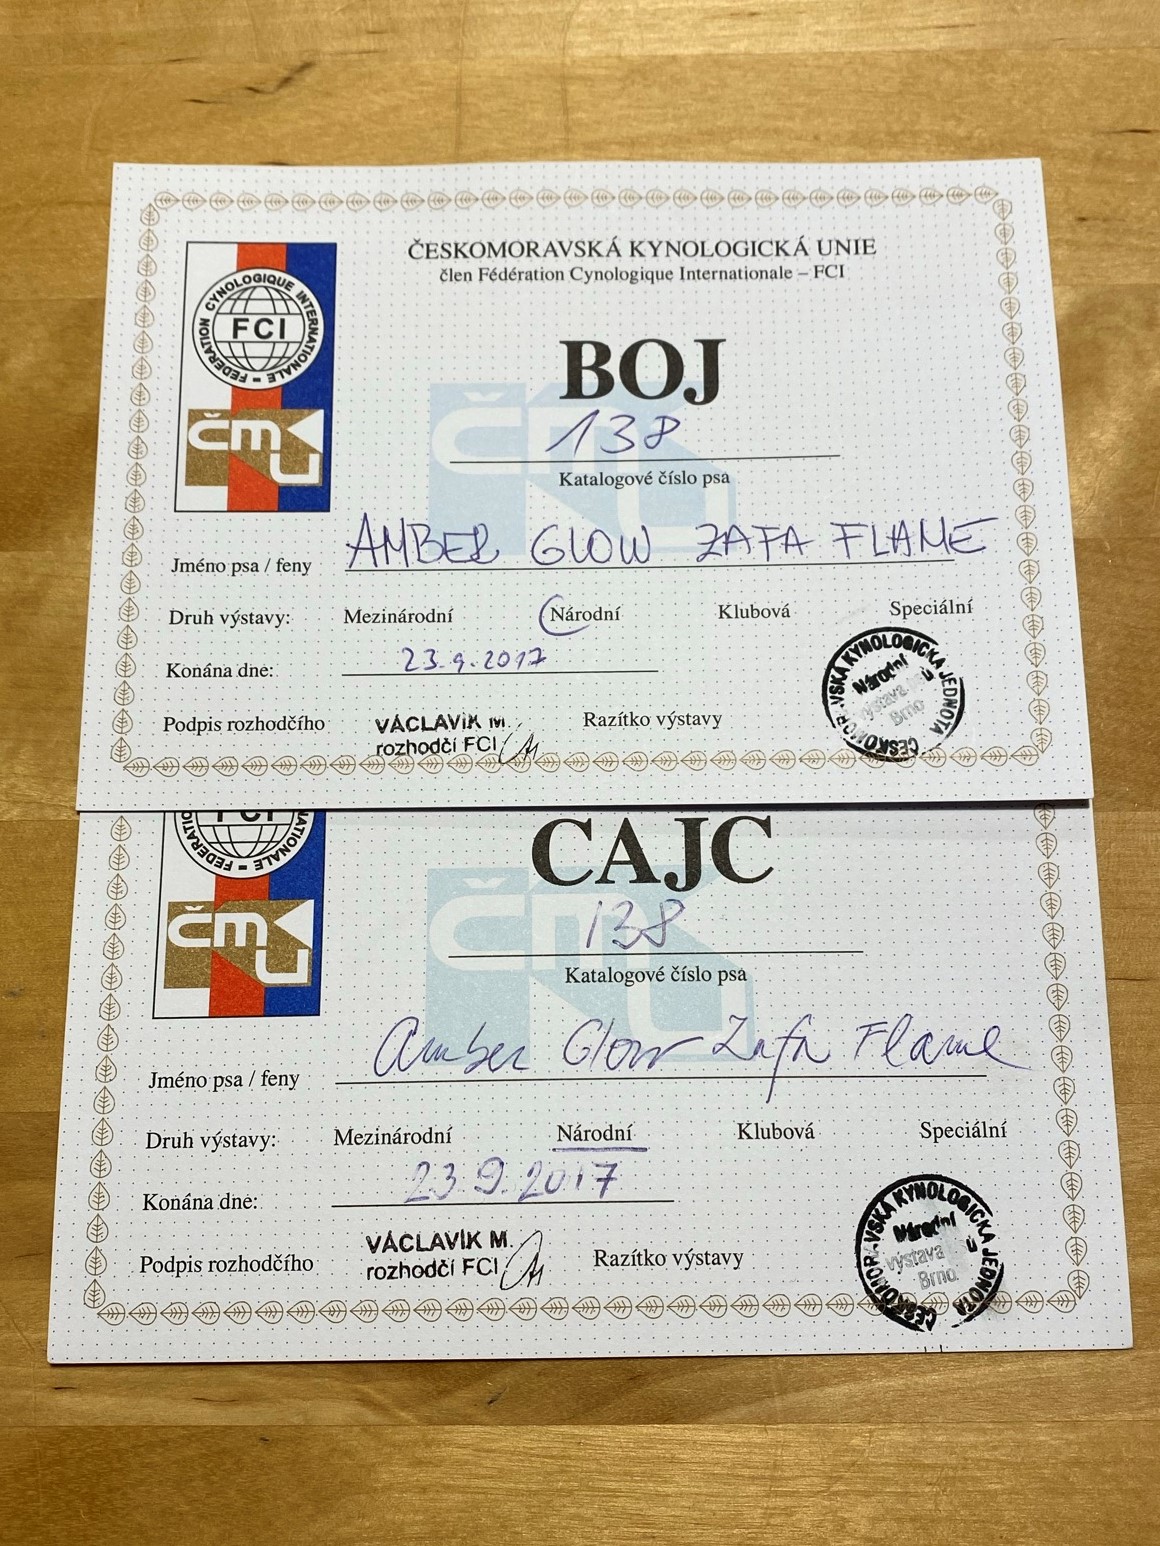 ČESKOMORAVSKÁ KYNOLOGICKÁ UNIE
člen Fédération Cynologique Internationale – FCI
FEDERATION CYNOLOGIQUE INTERNATIONALE –
FCI
čmku
BOJ
138
Katalogové číslo psa
Jméno psa / feny AMBER GLOW ZAFA FLAME
Druh výstavy: Mezinárodní Národní Klubová Speciální
Konána dne: 23.9.2017
Podpis rozhodčího VÁCLAVÍK M. Razítko výstavy
rozhodčí FCI
ČESKOMORAVSKÁ KYNOLOGICKÁ JEDNOTA
Národní
výstava
Brno
FCI
čmku
CAJC
138
Katalogové číslo psa
Jméno psa / feny Amber Glow Zafa Flame
Druh výstavy: Mezinárodní Národní Klubová Speciální
Konána dne: 23.9.2017
Podpis rozhodčího VÁCLAVÍK M. Razítko výstavy
rozhodčí FCI
ČESKOMORAVSKÁ KYNOLOGICKÁ JEDNOTA
Národní
výstava
Brno